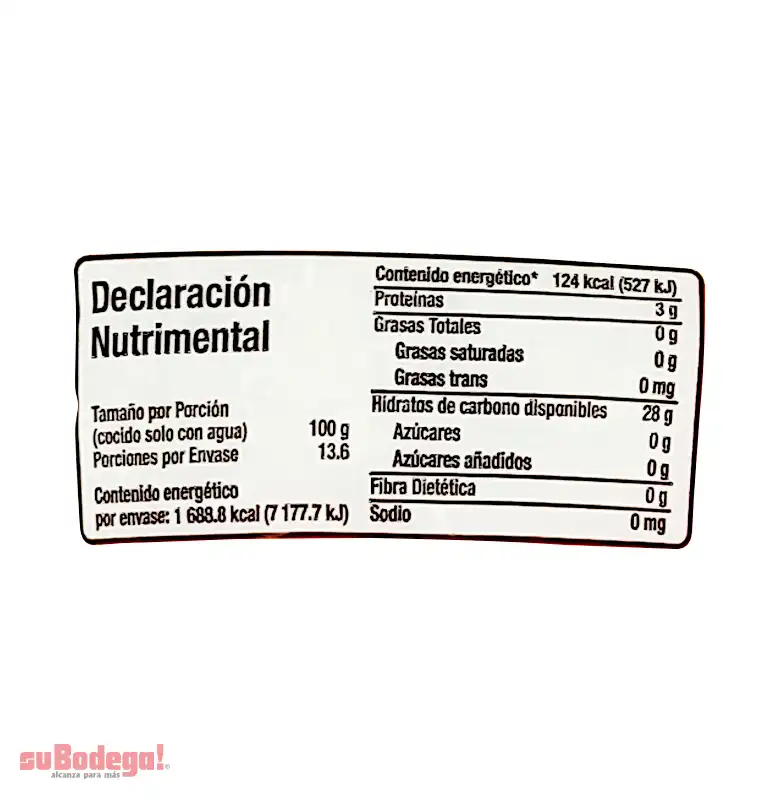 Declaración
Nutrimental
Tamaño por Porción
(cocido solo con agua) 100 g
Porciones por Envase 13.6
Contenido energético
por envase: 1 688.8 kcal (7 177.7 kJ)
Contenido energético* 124 kcal (527 kJ)
Proteínas 3 g
Grasas Totales 0 g
Grasas saturadas 0 g
Grasas trans 0 mg
Hidratos de carbono disponibles 28 g
Azúcares 0 g
Azúcares añadidos 0 g
Fibra Dietética 0 g
Sodio 0 mg
suBodega!®
alcanza para más